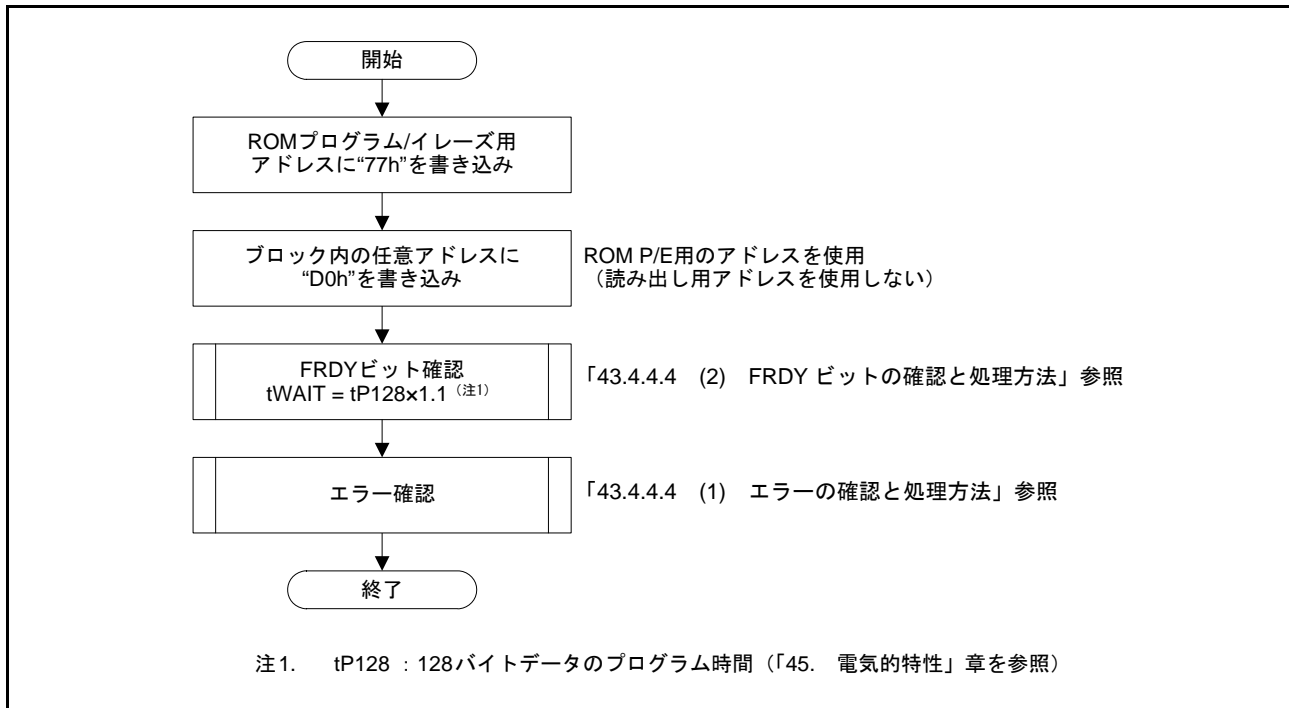 開始
ROMプログラム/イレーズ用
アドレスに“77h”を書き込み
ブロック内の任意アドレスに
“D0h”を書き込み
ROM P/E用のアドレスを使用
（読み出し用アドレスを使用しない）
FRDYビット確認
tWAIT = tP128×1.1（注1）
「43.4.4.4 (2) FRDY ビットの確認と処理方法」参照
エラー確認
「43.4.4.4 (1) エラーの確認と処理方法」参照
終了
注1. tP128 : 128バイトデータのプログラム時間（「45. 電気的特性」章を参照）